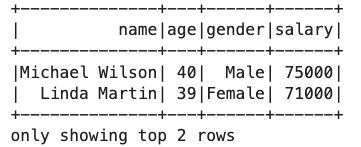 +--------------+---+------+------+
|          name|age|gender|salary|
+--------------+---+------+------+
|Michael Wilson| 40|  Male| 75000|
|  Linda Martin| 39|Female| 71000|
+--------------+---+------+------+
only showing top 2 rows